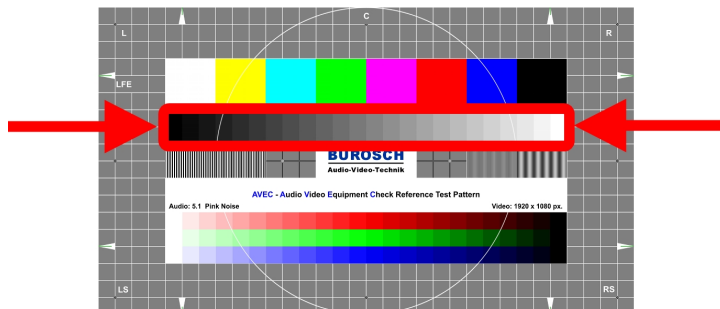 C
L
R
LFE
BUROSCH
Audio-Video-Technik
AVEC - Audio Video Equipment Check Reference Test Pattern
Audio: 5.1 Pink Noise
Video: 1920 x 1080 px.
LS
RS